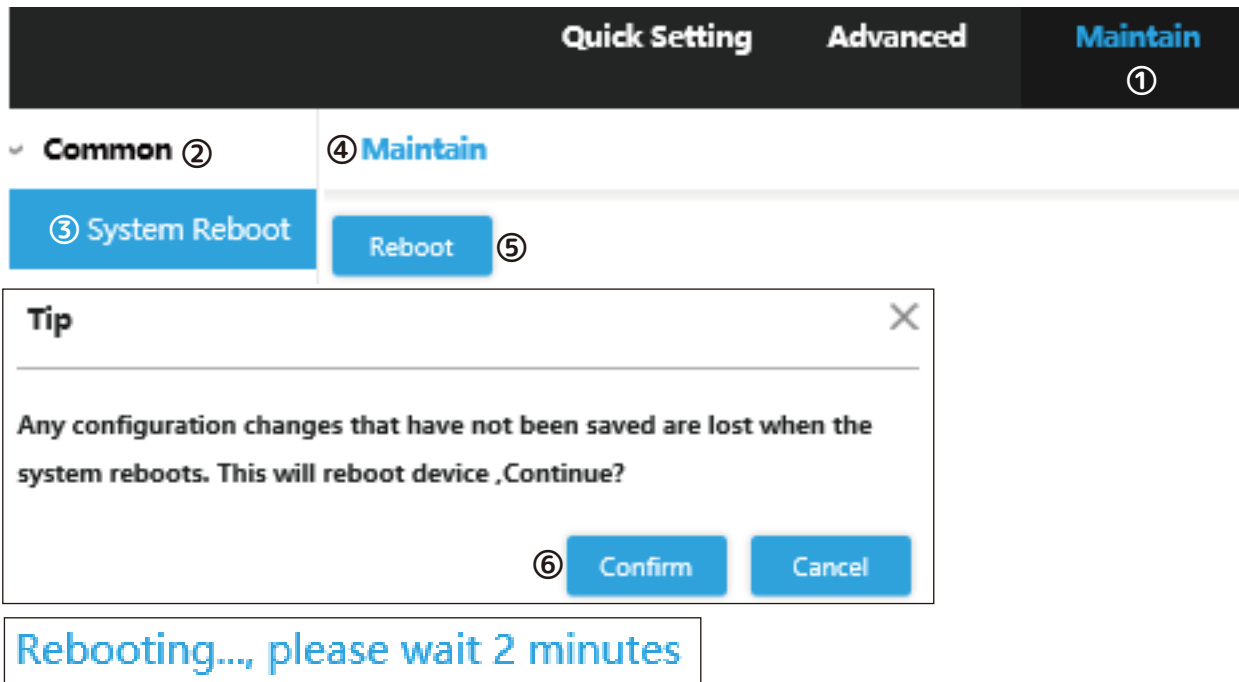 Quick Setting Advanced Maintain
①
Common ② ④ Maintain
③ System Reboot
Reboot ⑤
Tip
Any configuration changes that have not been saved are lost when the
system reboots. This will reboot device ,Continue?
⑥ Confirm Cancel
Rebooting..., please wait 2 minutes